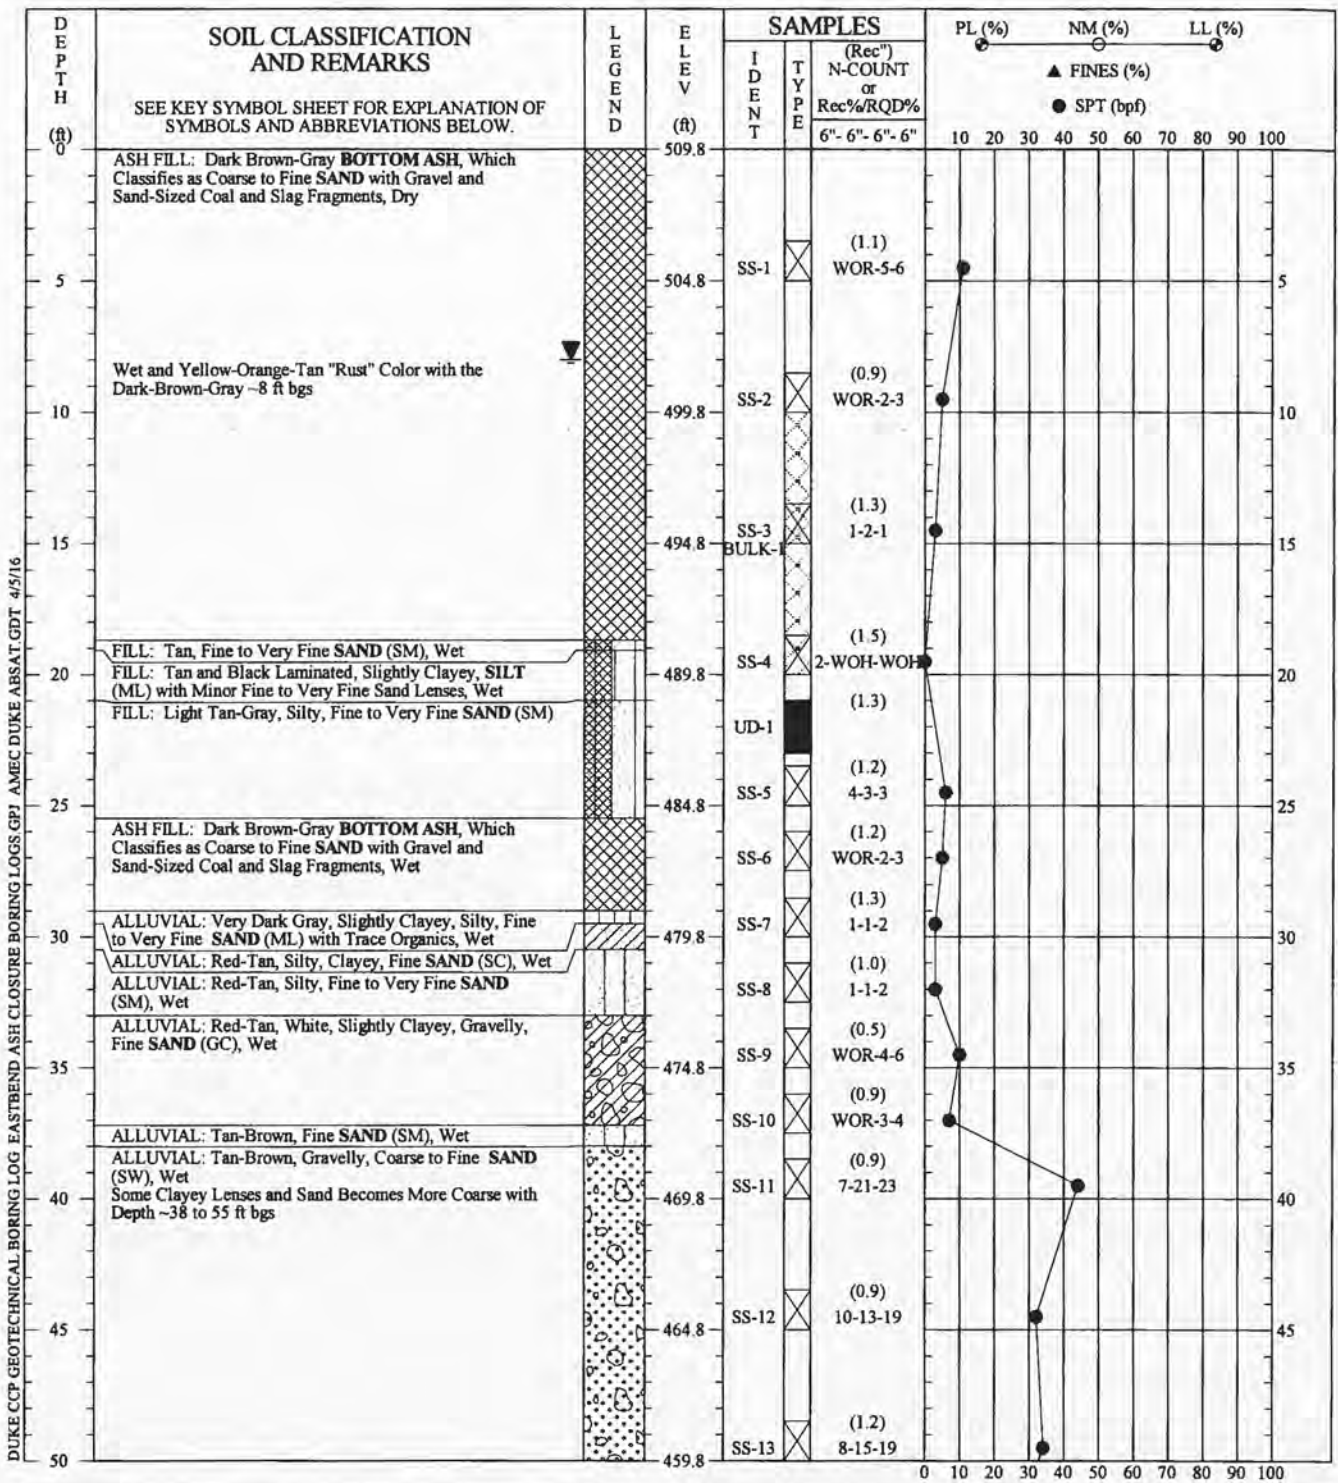 DEPTH
(ft)
SOIL CLASSIFICATION
AND REMARKS
SEE KEY SYMBOL SHEET FOR EXPLANATION OF
SYMBOLS AND ABBREVIATIONS BELOW.
LEGEND
ELEV
(ft)
SAMPLES
IDENT
TYPE
(Rec")
N-COUNT
or
Rec%/RQD%
6"- 6"- 6"- 6"
PL (%) NM (%) LL (%)
▲ FINES (%)
● SPT (bpf)
10 20 30 40 50 60 70 80 90 100
0
509.8
ASH FILL: Dark Brown-Gray BOTTOM ASH, Which
Classifies as Coarse to Fine SAND with Gravel and
Sand-Sized Coal and Slag Fragments, Dry
(1.1)
SS-1 WOR-5-6
5 504.8 5
Wet and Yellow-Orange-Tan "Rust" Color with the
Dark-Brown-Gray ~8 ft bgs
(0.9)
SS-2 WOR-2-3
10 499.8 10
(1.3)
SS-3 1-2-1
15 494.8 15
BULK-1
(1.5)
FILL: Tan, Fine to Very Fine SAND (SM), Wet
SS-4 2-WOH-WOH
FILL: Tan and Black Laminated, Slightly Clayey, SILT
20 489.8 20
(ML) with Minor Fine to Very Fine Sand Lenses, Wet
(1.3)
FILL: Light Tan-Gray, Silty, Fine to Very Fine SAND (SM)
UD-1
(1.2)
SS-5 4-3-3
25 484.8 25
ASH FILL: Dark Brown-Gray BOTTOM ASH, Which
Classifies as Coarse to Fine SAND with Gravel and
Sand-Sized Coal and Slag Fragments, Wet
(1.2)
SS-6 WOR-2-3
(1.3)
ALLUVIAL: Very Dark Gray, Slightly Clayey, Silty, Fine
to Very Fine SAND (ML) with Trace Organics, Wet
SS-7 1-1-2
30 479.8 30
ALLUVIAL: Red-Tan, Silty, Clayey, Fine SAND (SC), Wet
(1.0)
ALLUVIAL: Red-Tan, Silty, Fine to Very Fine SAND
(SM), Wet
SS-8 1-1-2
ALLUVIAL: Red-Tan, White, Slightly Clayey, Gravelly,
Fine SAND (GC), Wet
(0.5)
SS-9 WOR-4-6
35 474.8 35
(0.9)
SS-10 WOR-3-4
ALLUVIAL: Tan-Brown, Fine SAND (SM), Wet
ALLUVIAL: Tan-Brown, Gravelly, Coarse to Fine SAND
(SW), Wet
(0.9)
SS-11 7-21-23
Some Clayey Lenses and Sand Becomes More Coarse with
Depth ~38 to 55 ft bgs
40 469.8 40
(0.9)
SS-12 10-13-19
45 464.8 45
(1.2)
SS-13 8-15-19
50 459.8
0 10 20 30 40 50 60 70 80 90 100
DUKE CCP GEOTECHNICAL BORING LOG EASTBEND ASH CLOSURE BORING LOGS.GPJ AMEC DUKE ABSAT.GDT 4/5/16